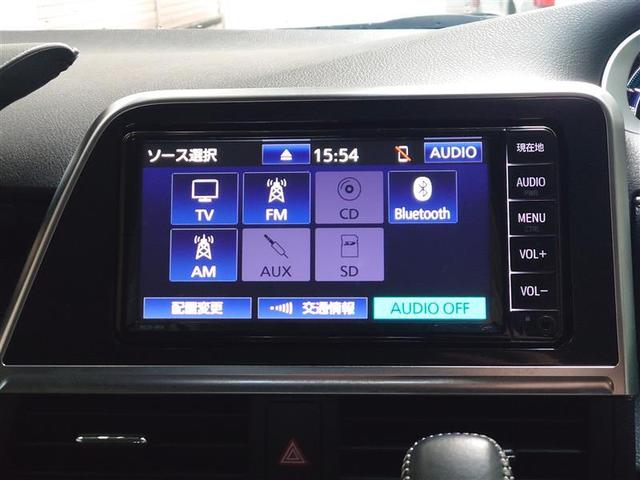 ソース選択 15:54 AUDIO
TV FM CD Bluetooth
AM AUX SD
配置変更 交通情報 AUDIO OFF
現在地
AUDIO
MENU
VOL+
VOL-